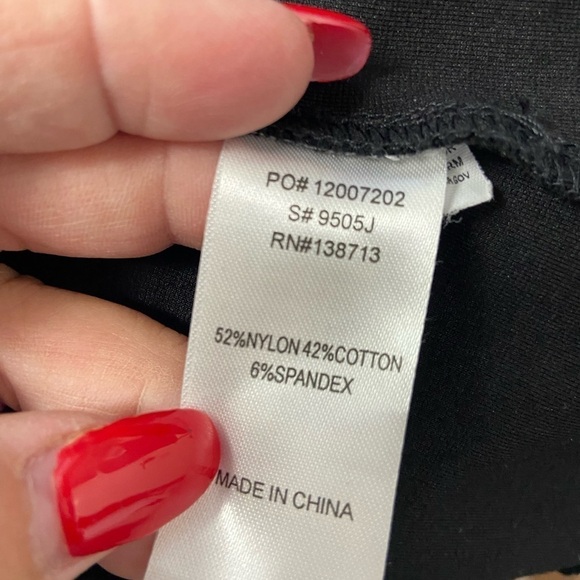 PO# 12007202
S# 9505J
RN#138713
52%NYLON 42%COTTON
6%SPANDEX
MADE IN CHINA